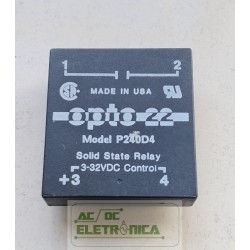 1 2
MADE IN USA
opto 22
Model P240D4
Solid State Relay
3-32VDC Control
+3 4
AC/DC
ELETRÔNICA